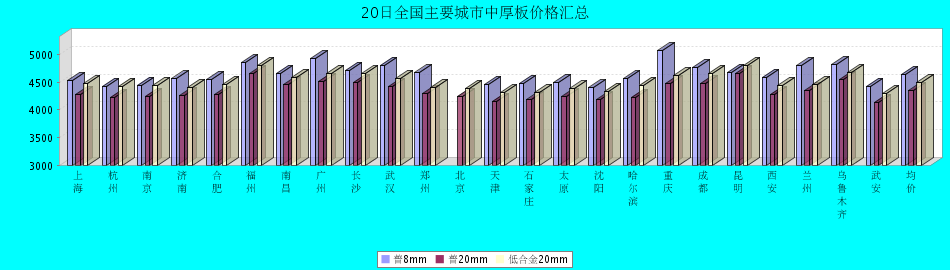 20日全国主要城市中厚板价格汇总
5000
4500
4000
3500
3000
上海 杭州 南京 济南 合肥 福州 南昌 广州 长沙 武汉 郑州 北京 天津 石家庄 太原 沈阳 哈尔滨 重庆 成都 昆明 西安 兰州 乌鲁木齐 武安 均价
普8mm 普20mm 低合金20mm